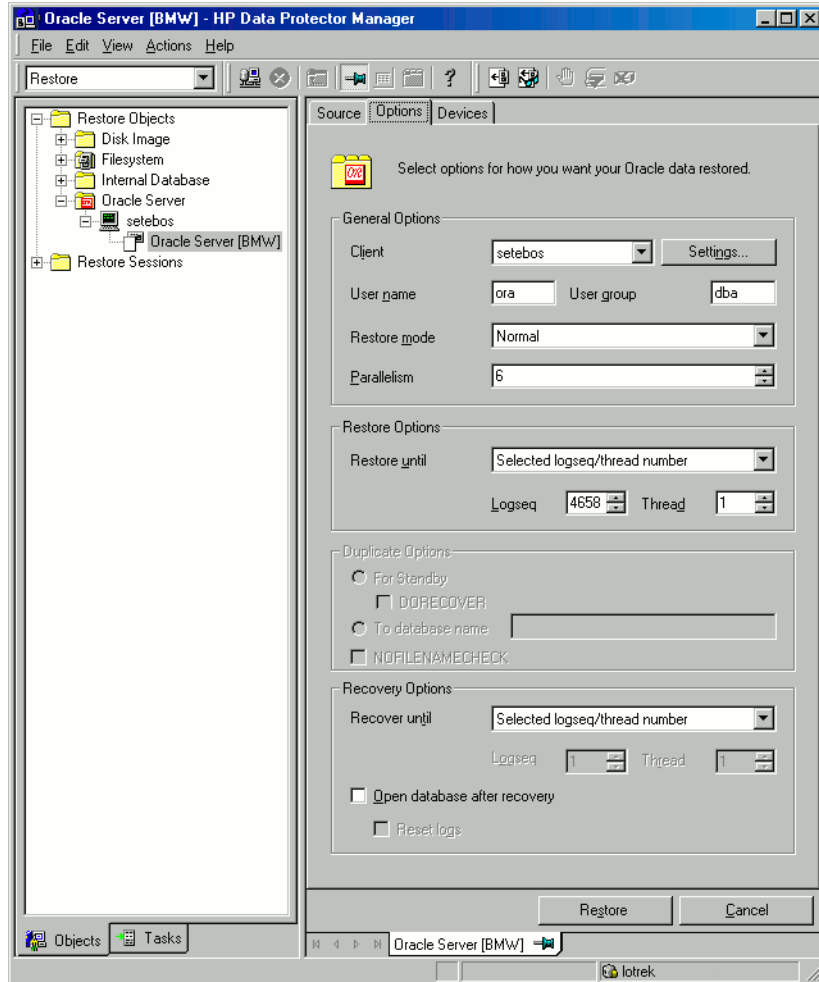 Oracle Server [BMW] - HP Data Protector Manager
File Edit View Actions Help
Restore
Restore Objects
Disk Image
Filesystem
Internal Database
Oracle Server
setebos
Oracle Server [BMW]
Restore Sessions
Source Options Devices
Select options for how you want your Oracle data restored.
General Options
Client setebos Settings...
User name ora User group dba
Restore mode Normal
Parallelism 6
Restore Options
Restore until Selected logseq/thread number
Logseq 4658 Thread 1
Duplicate Options
For Standby
DORECOVER
To database name
NOFILENAMECHECK
Recovery Options
Recover until Selected logseq/thread number
Logseq 1 Thread 1
Open database after recovery
Reset logs
Restore Cancel
Objects Tasks
Oracle Server [BMW]
lotrek